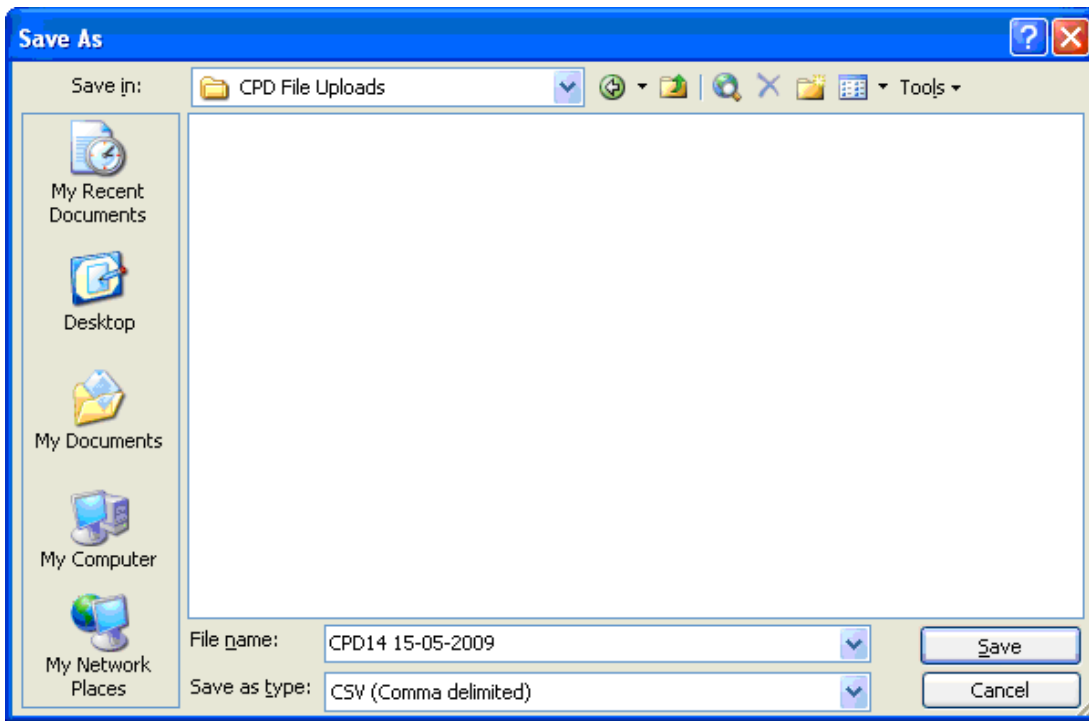 Save As
Save in: CPD File Uploads Tools
My Recent
Documents
Desktop
My Documents
My Computer
My Network
Places
File name: CPD14 15-05-2009 Save
Save as type: CSV (Comma delimited) Cancel